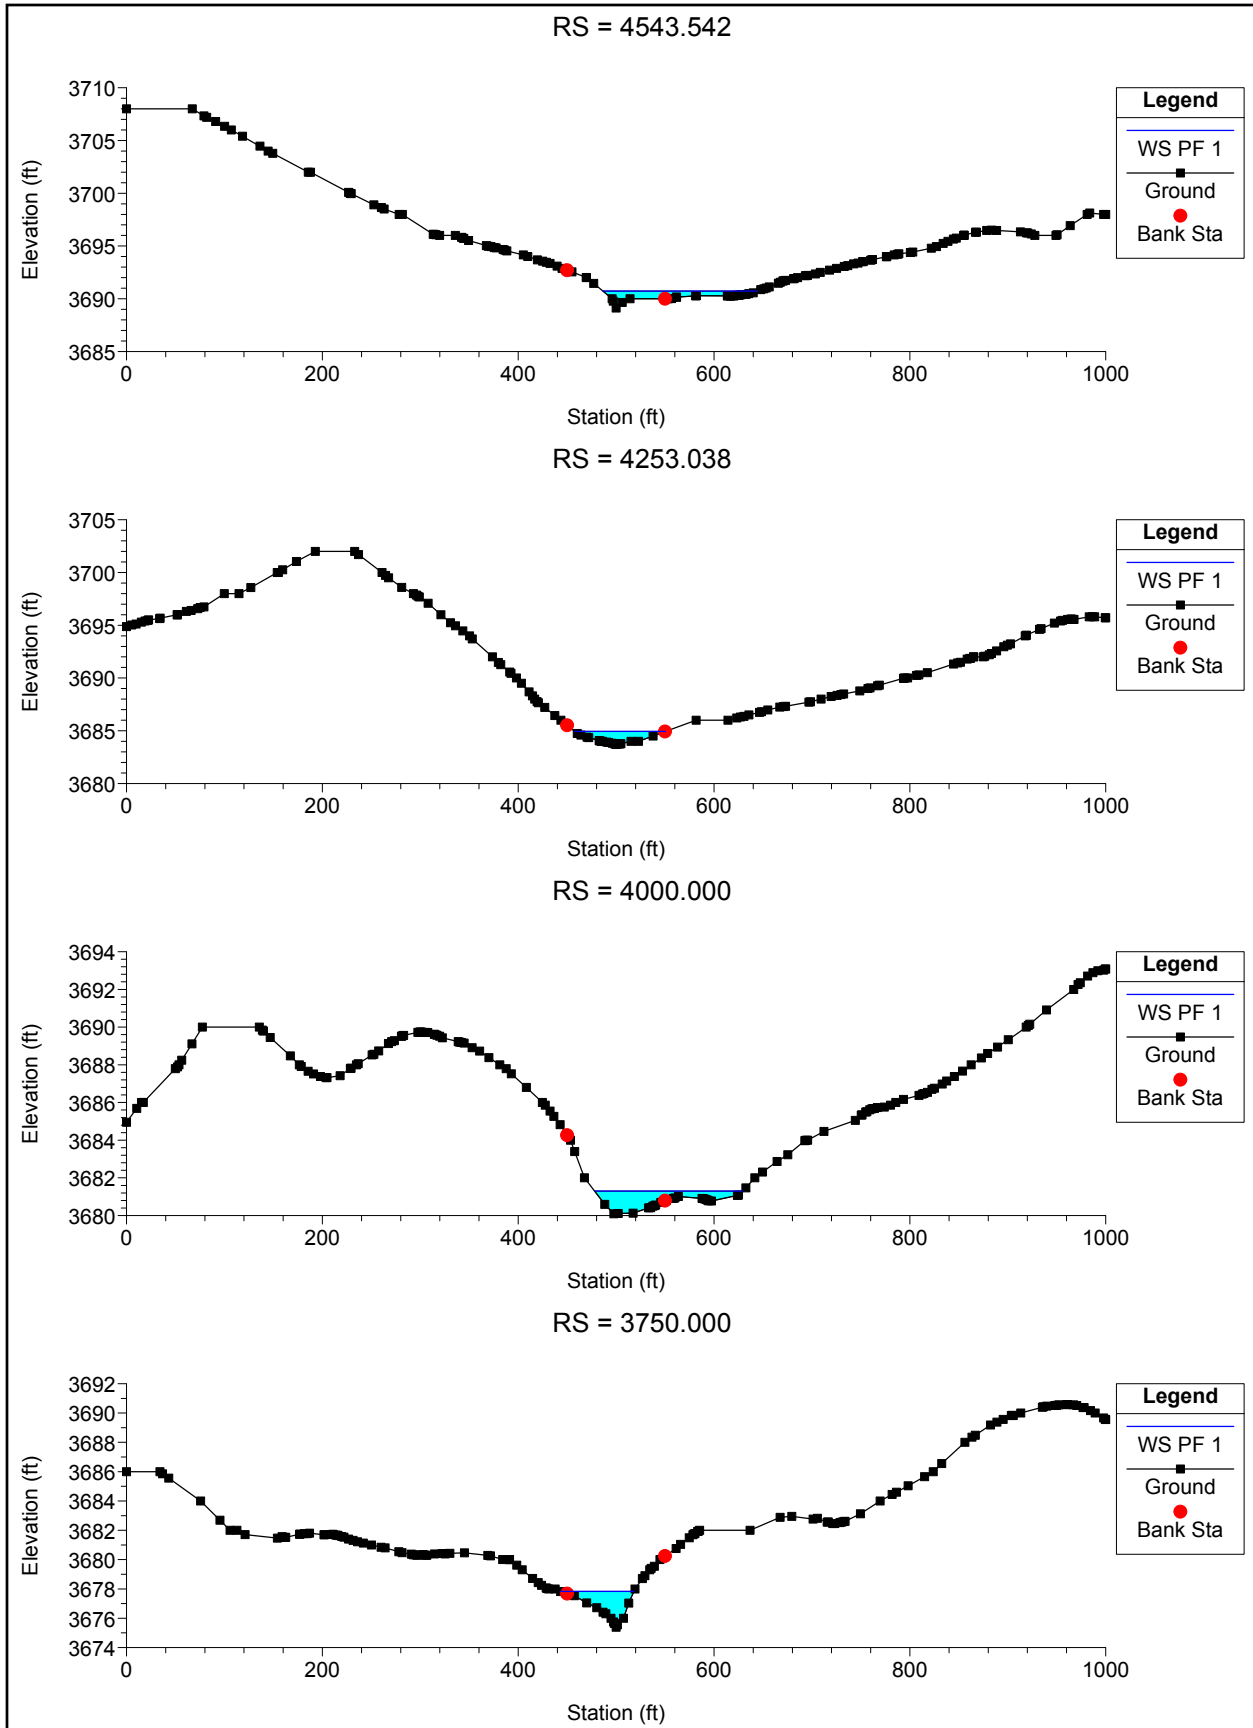 RS = 4543.542
3710
3705
3700
3695
3690
3685
Elevation (ft)
0 200 400 600 800 1000
Station (ft)
Legend
WS PF 1
Ground
Bank Sta
RS = 4253.038
3705
3700
3695
3690
3685
3680
Elevation (ft)
0 200 400 600 800 1000
Station (ft)
Legend
WS PF 1
Ground
Bank Sta
RS = 4000.000
3694
3692
3690
3688
3686
3684
3682
3680
Elevation (ft)
0 200 400 600 800 1000
Station (ft)
Legend
WS PF 1
Ground
Bank Sta
RS = 3750.000
3692
3690
3688
3686
3684
3682
3680
3678
3676
3674
Elevation (ft)
0 200 400 600 800 1000
Station (ft)
Legend
WS PF 1
Ground
Bank Sta